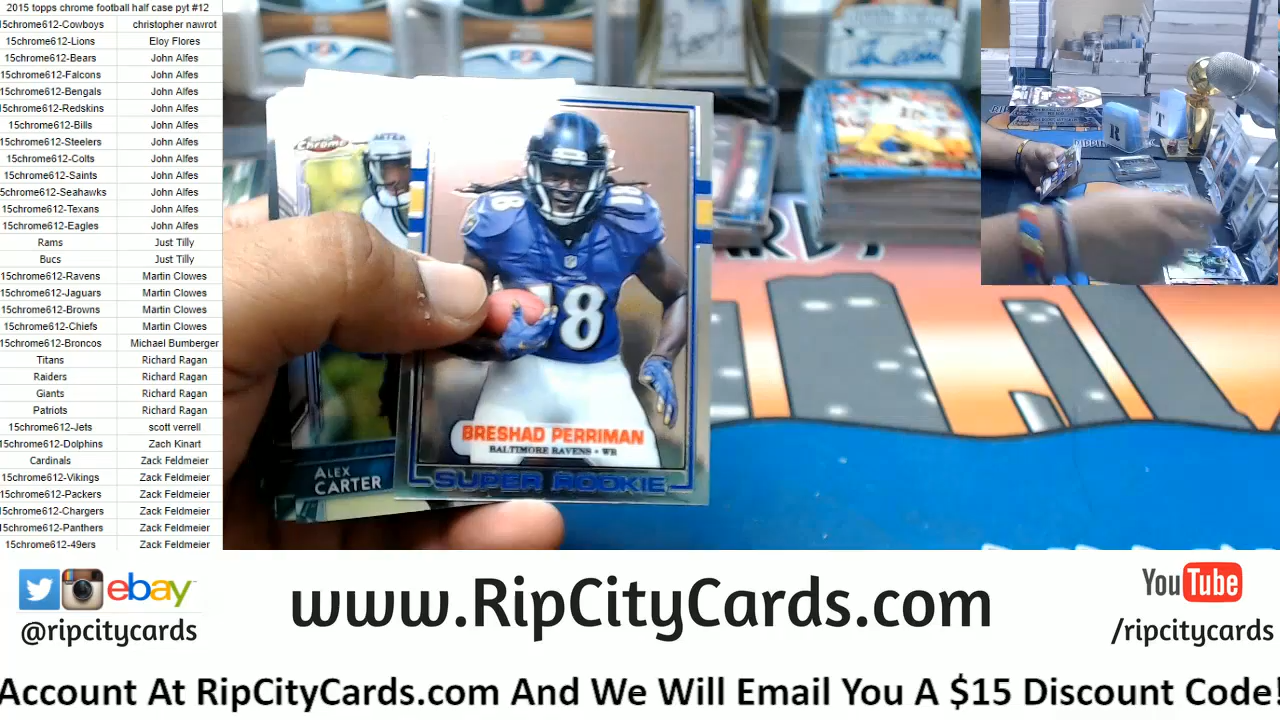 2015 topps chrome football half case pyt #12
15chrome612-Cowboys christopher nawrot
15chrome612-Lions Eloy Flores
15chrome612-Bears John Alfes
15chrome612-Falcons John Alfes
15chrome612-Bengals John Alfes
15chrome612-Redskins John Alfes
15chrome612-Bills John Alfes
15chrome612-Steelers John Alfes
15chrome612-Colts John Alfes
15chrome612-Saints John Alfes
5chrome612-Seahawks John Alfes
15chrome612-Texans John Alfes
15chrome612-Eagles John Alfes
Rams Just Tilly
Bucs Just Tilly
15chrome612-Ravens Martin Clowes
15chrome612-Jaguars Martin Clowes
15chrome612-Browns Martin Clowes
15chrome612-Chiefs Martin Clowes
15chrome612-Broncos Michael Bumberger
Titans Richard Ragan
Raiders Richard Ragan
Giants Richard Ragan
Patriots Richard Ragan
15chrome612-Jets scott verrell
15chrome612-Dolphins Zach Kinart
Cardinals Zack Feldmeier
15chrome612-Vikings Zack Feldmeier
15chrome612-Packers Zack Feldmeier
15chrome612-Chargers Zack Feldmeier
15chrome612-Panthers Zack Feldmeier
15chrome612-49ers Zack Feldmeier
Chrome
18
8
BRESHAD PERRIMAN
BALTIMORE RAVENS • WR
SUPER ROOKIE
ALEX
CARTER
R
T
ebay
@ripcitycards
www.RipCityCards.com
YouTube
/ripcitycards
Account At RipCityCards.com And We Will Email You A $15 Discount Code!